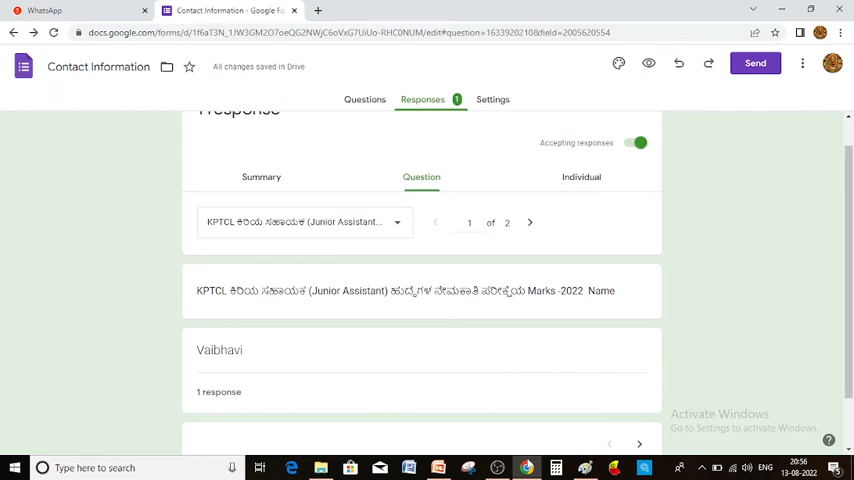 WhatsApp
Contact Information - Google Fo
docs.google.com/forms/d/1f6aT3N_1JW3GM2O7oeQG2NWjC6oVxG7UiUo-RHC0NUM/edit#question=1633920210&field=2005620554
Contact Information
All changes saved in Drive
Send
Questions
Responses 1
Settings
1 response
Accepting responses
Summary
Question
Individual
KPTCL ಕಿರಿಯ ಸಹಾಯಕ (Junior Assistant...
1 of 2
KPTCL ಕಿರಿಯ ಸಹಾಯಕ (Junior Assistant) ಹುದ್ದೆಗಳ ನೇಮಕಾತಿ ಪರೀಕ್ಷೆಯ Marks -2022 Name
Vaibhavi
1 response
Activate Windows
Go to Settings to activate Windows.
Type here to search
ENG
20:56
13-08-2022
5